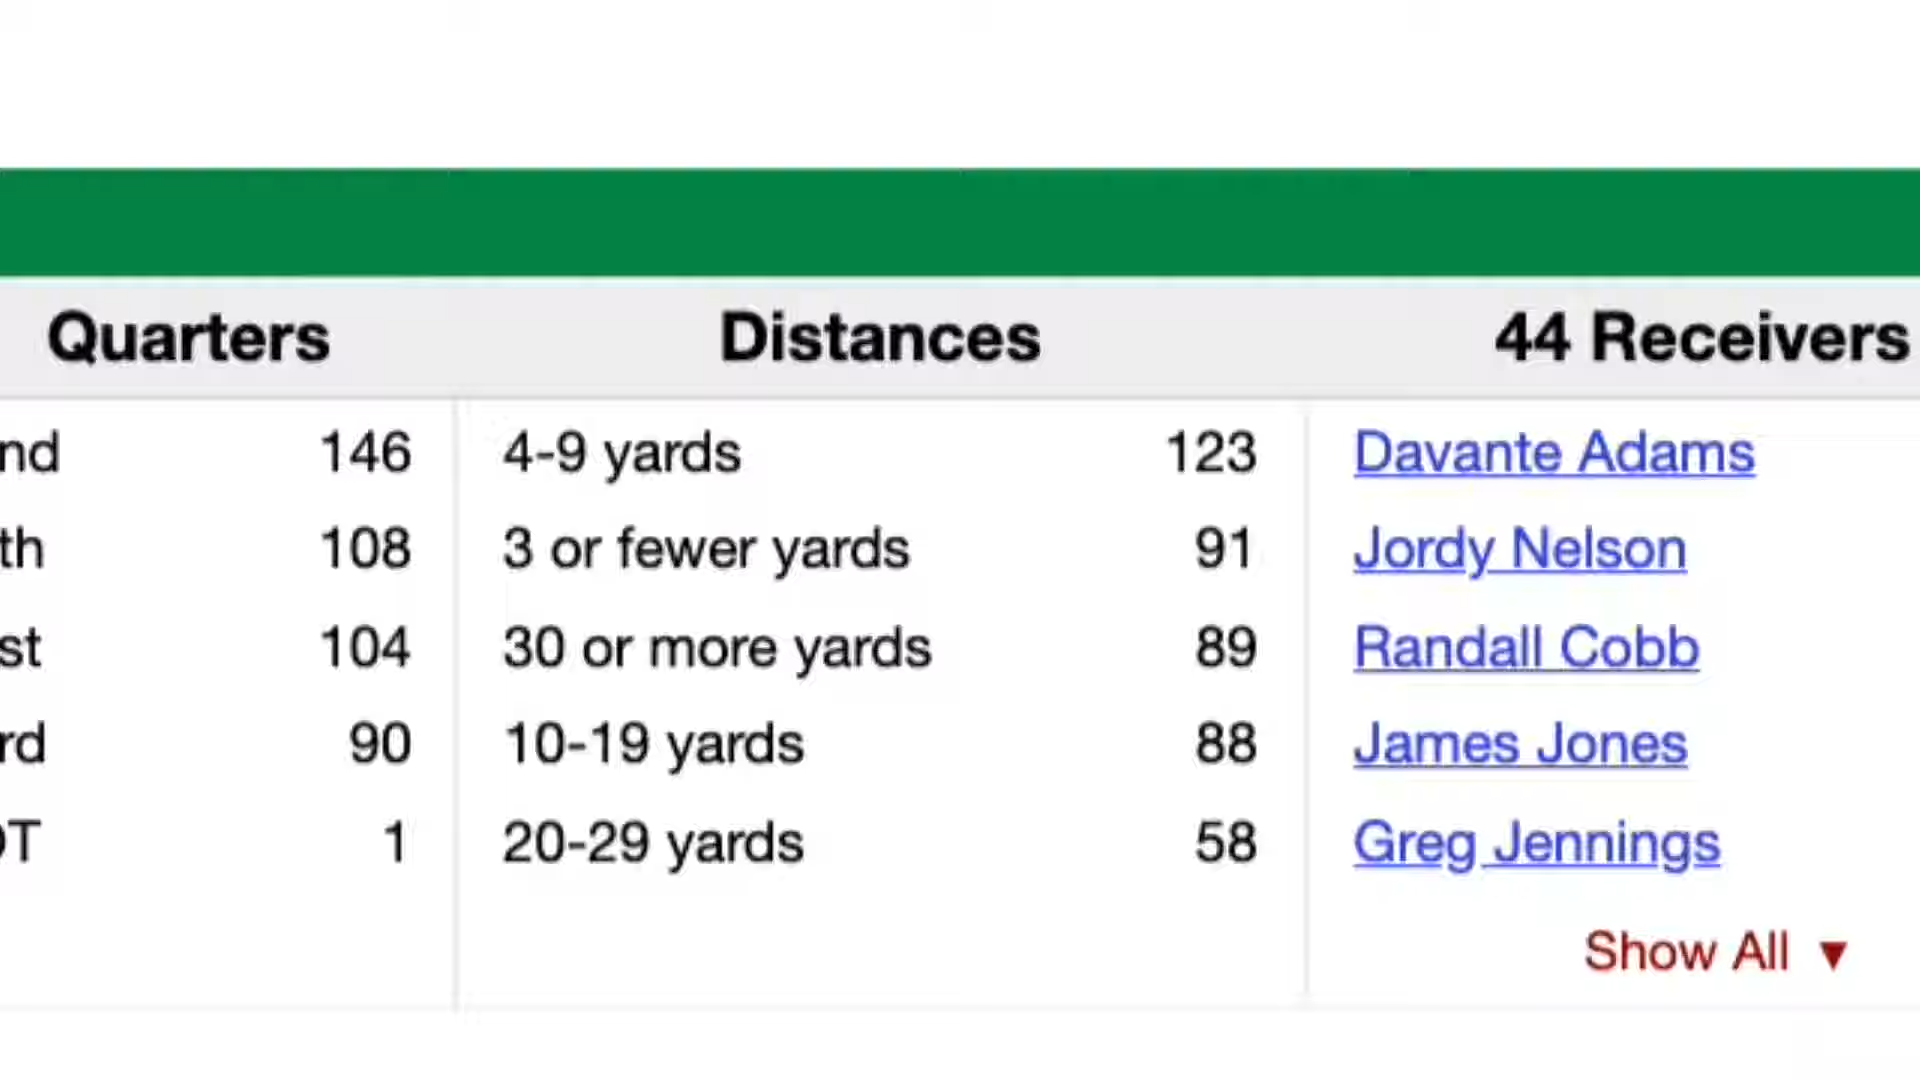 Quarters Distances 44 Receivers
nd 146 4-9 yards 123 Davante Adams
th 108 3 or fewer yards 91 Jordy Nelson
st 104 30 or more yards 89 Randall Cobb
rd 90 10-19 yards 88 James Jones
OT 1 20-29 yards 58 Greg Jennings
Show All ▼